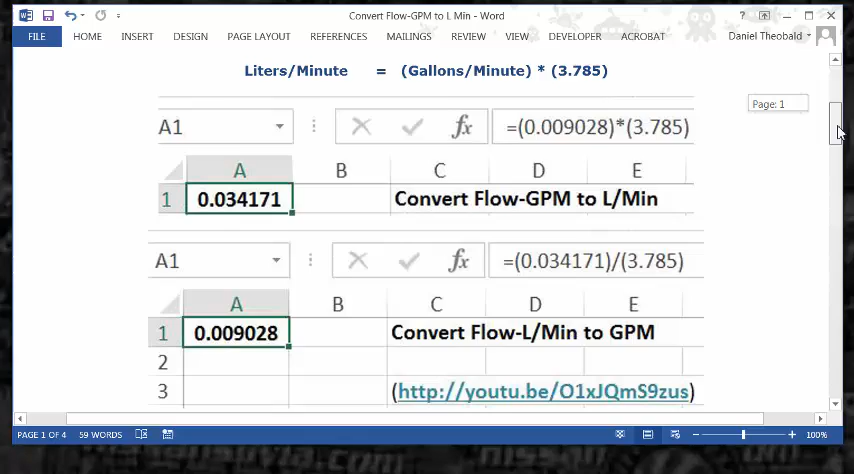 Convert Flow-GPM to L Min - Word
FILE HOME INSERT DESIGN PAGE LAYOUT REFERENCES MAILINGS REVIEW VIEW DEVELOPER ACROBAT Daniel Theobald
Liters/Minute = (Gallons/Minute) * (3.785)
Page: 1
A1 fx =(0.009028)*(3.785)
A B C D E
1 0.034171 Convert Flow-GPM to L/Min
A1 fx =(0.034171)/(3.785)
A B C D E
1 0.009028 Convert Flow-L/Min to GPM
2
3 (http://youtu.be/O1xJQmS9zus)
PAGE 1 OF 4 59 WORDS 100%